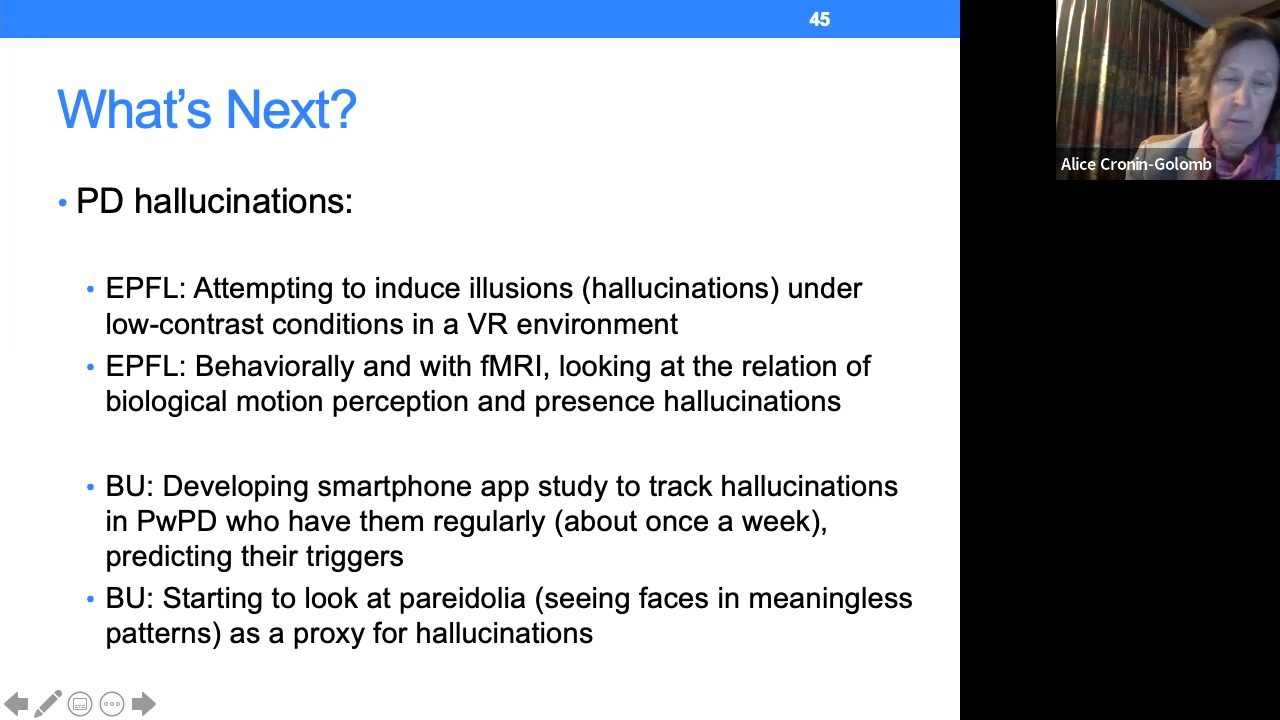 45
What's Next?
• PD hallucinations:
• EPFL: Attempting to induce illusions (hallucinations) under
low-contrast conditions in a VR environment
• EPFL: Behaviorally and with fMRI, looking at the relation of
biological motion perception and presence hallucinations
• BU: Developing smartphone app study to track hallucinations
in PwPD who have them regularly (about once a week),
predicting their triggers
• BU: Starting to look at pareidolia (seeing faces in meaningless
patterns) as a proxy for hallucinations
Alice Cronin-Golomb